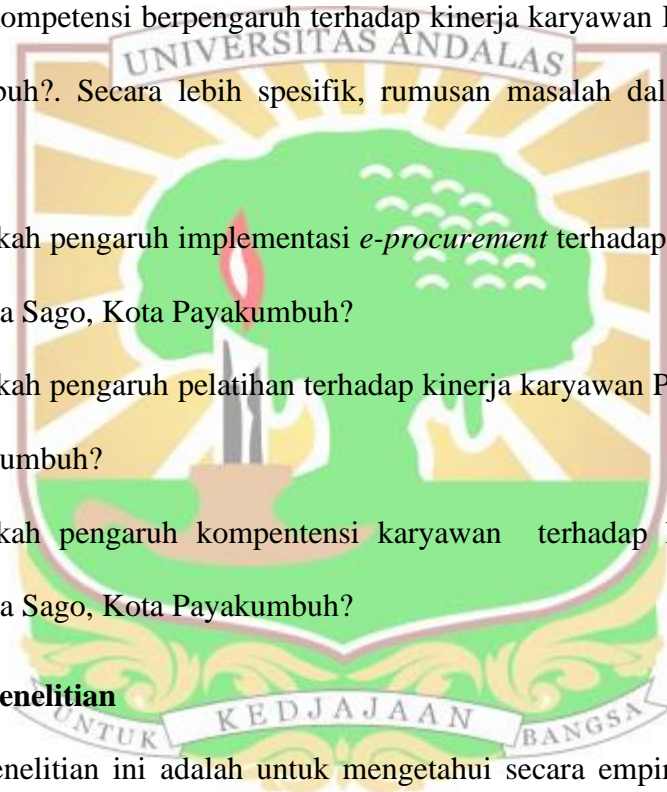 kompetensi berpengaruh terhadap kinerja karyawan
UNIVERSITAS ANDALAS
buh?. Secara lebih spesifik, rumusan masalah dal
kah pengaruh implementasi e-procurement terhadap
a Sago, Kota Payakumbuh?
kah pengaruh pelatihan terhadap kinerja karyawan P
umbuh?
kah pengaruh kompentensi karyawan terhadap
a Sago, Kota Payakumbuh?
enelitian
UNTUK KEDJAJAAN BANGSA
enelitian ini adalah untuk mengetahui secara empir